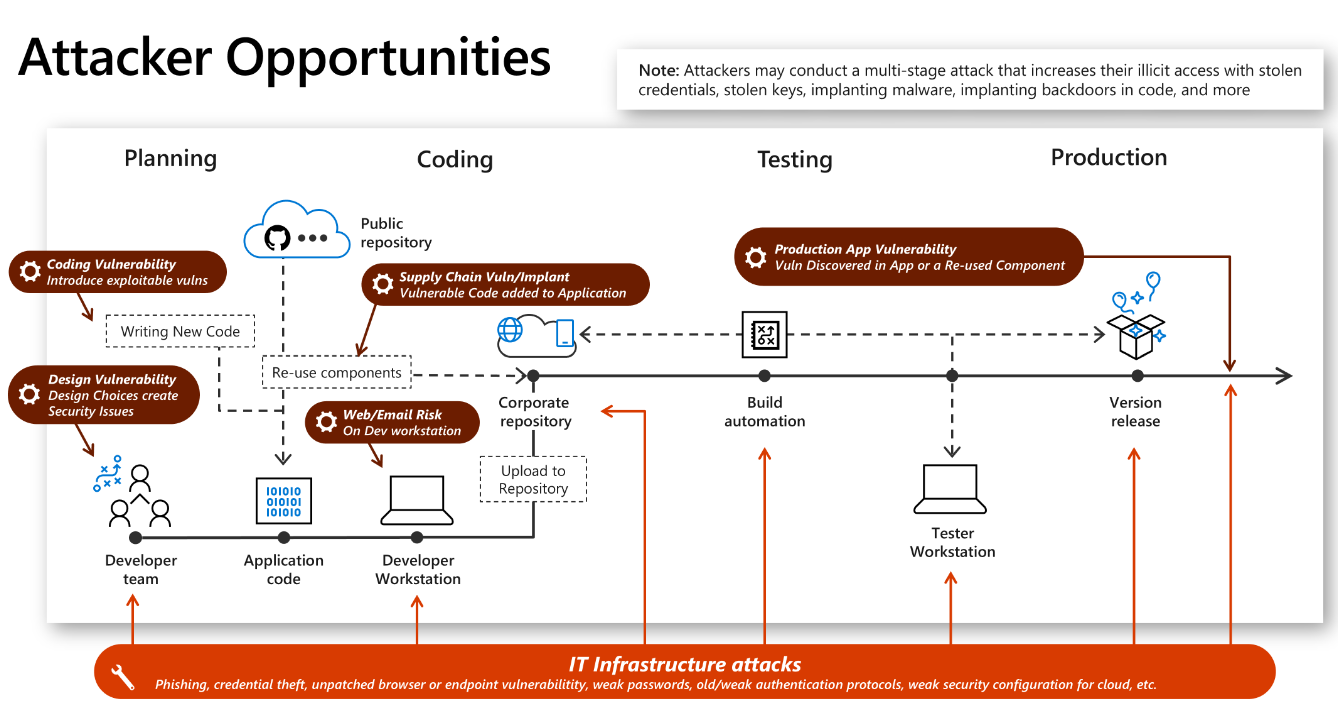 Attacker Opportunities
Note: Attackers may conduct a multi-stage attack that increases their illicit access with stolen
credentials, stolen keys, implanting malware, implanting backdoors in code, and more
Planning
Coding
Testing
Production
Public
repository
Coding Vulnerability
Introduce exploitable vulns
Supply Chain Vuln/Implant
Vulnerable Code added to Application
Production App Vulnerability
Vuln Discovered in App or a Re-used Component
Writing New Code
Re-use components
Design Vulnerability
Design Choices create
Security Issues
Web/Email Risk
On Dev workstation
Corporate
repository
Build
automation
Version
release
Upload to
Repository
101010
010101
101010
Developer
team
Application
code
Developer
Workstation
Tester
Workstation
IT Infrastructure attacks
Phishing, credential theft, unpatched browser or endpoint vulnerabilitity, weak passwords, old/weak authentication protocols, weak security configuration for cloud, etc.